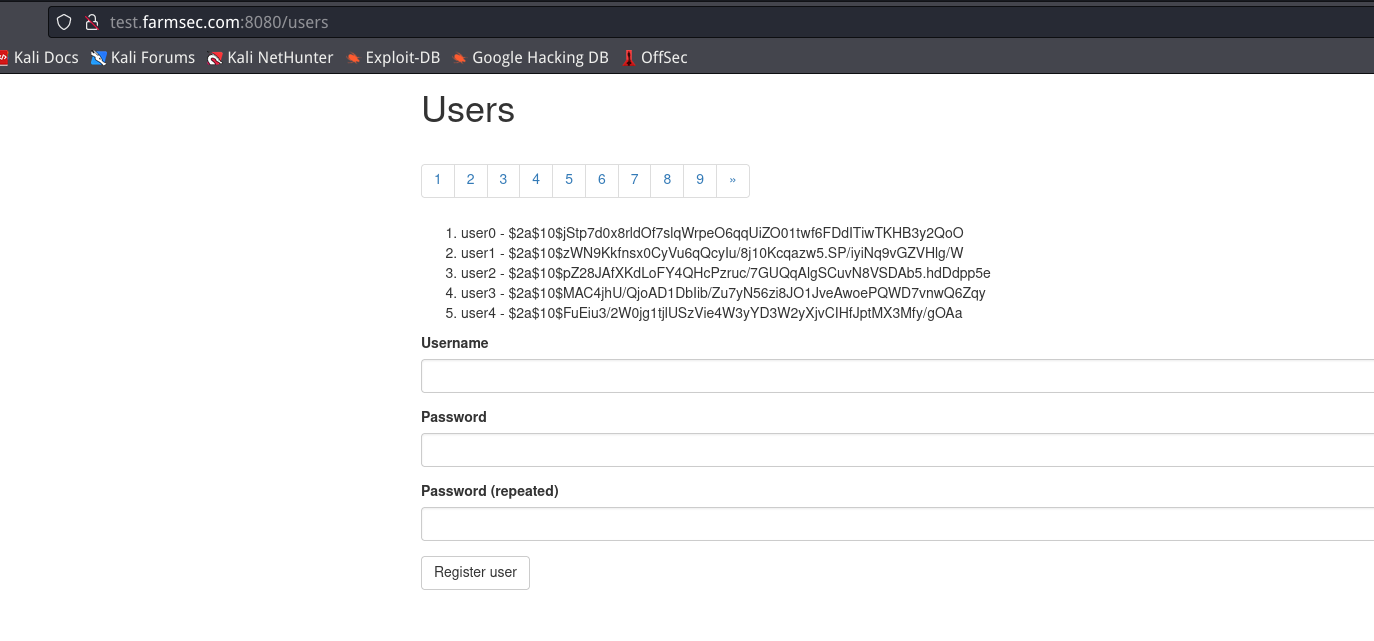 test.farmsec.com:8080/users
Kali Docs Kali Forums Kali NetHunter Exploit-DB Google Hacking DB OffSec
Users
1 2 3 4 5 6 7 8 9 »
1. user0 - $2a$10$jStp7d0x8rldOf7slqWrpeO6qqUiZO01twf6FDdITiwTKHB3y2QoO
2. user1 - $2a$10$zWN9Kkfnsx0CyVu6qQcyIu/8j10Kcqazw5.SP/iyiNq9vGZVHlg/W
3. user2 - $2a$10$pZ28JAfXKdLoFY4QHcPzruc/7GUQqAlgSCuvN8VSDAb5.hdDdpp5e
4. user3 - $2a$10$MAC4jhU/QjoAD1DbIib/Zu7yN56zi8JO1JveAwoePQWD7vnwQ6Zqy
5. user4 - $2a$10$FuEiu3/2W0jg1tjlUSzVie4W3yYD3W2yXjvCIHfJptMX3Mfy/gOAa
Username
Password
Password (repeated)
Register user